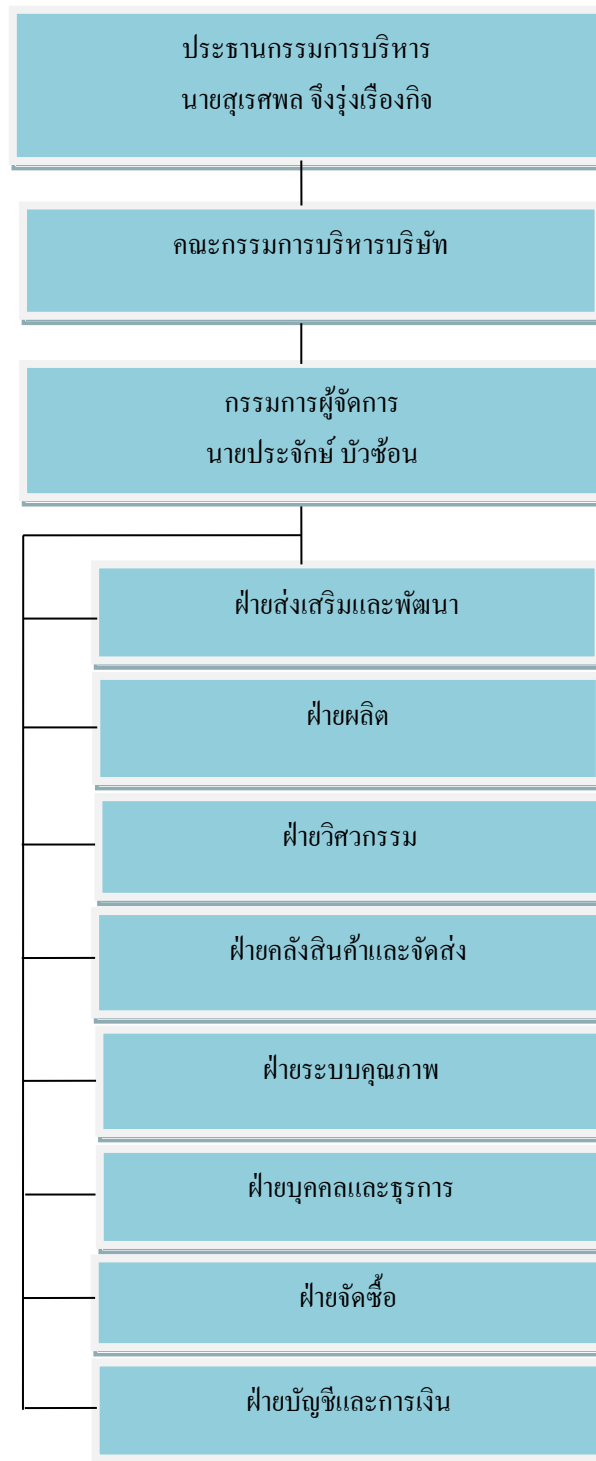 ประธานกรรมการบริหาร
นายสุเรศพล จึงรุ่งเรืองกิจ
คณะกรรมการบริหารบริษัท
กรรมการผู้จัดการ
นายประจักษ์ บัวซ้อน
ฝ่ายส่งเสริมและพัฒนา
ฝ่ายผลิต
ฝ่ายวิศวกรรม
ฝ่ายคลังสินค้าและจัดส่ง
ฝ่ายระบบคุณภาพ
ฝ่ายบุคคลและธุรการ
ฝ่ายจัดซื้อ
ฝ่ายบัญชีและการเงิน